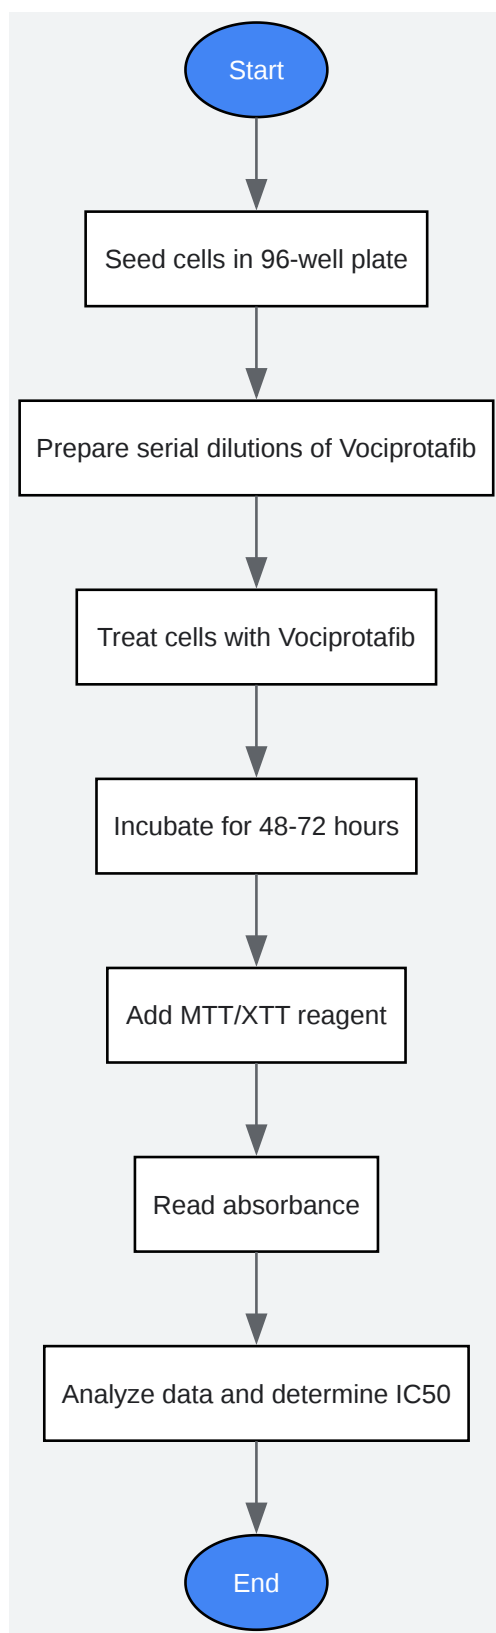 Start
Seed cells in 96-well plate
Prepare serial dilutions of Vociprotafib
Treat cells with Vociprotafib
Incubate for 48-72 hours
Add MTT/XTT reagent
Read absorbance
Analyze data and determine IC50
End